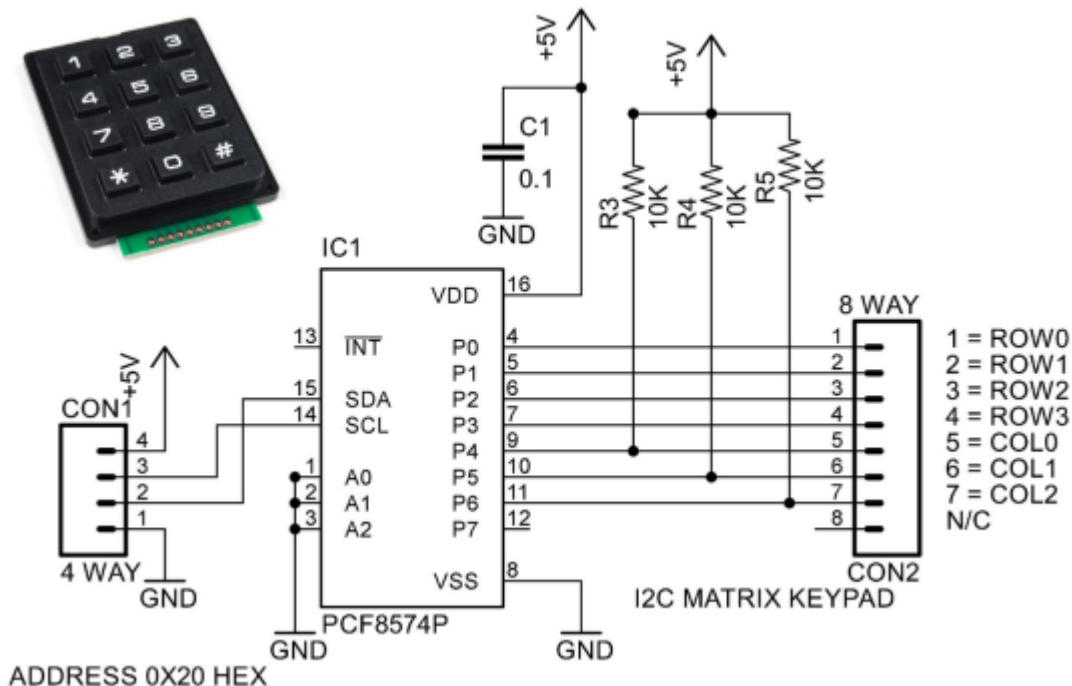 1 2 3
4 5 6
7 8 9
* 0 #
+5V
+5V
C1
0.1
GND
R3 10K
R4 10K
R5 10K
IC1
VDD 16
13 INT
P0 4
P1 5
15 SDA
P2 6
14 SCL
P3 7
P4 9
1 A0
P5 10
2 A1
P6 11
3 A2
P7 12
VSS 8
PCF8574P
GND
GND
+5V
CON1
4
3
2
1
4 WAY
GND
8 WAY
1
2
3
4
5
6
7
8
CON2
1 = ROW0
2 = ROW1
3 = ROW2
4 = ROW3
5 = COL0
6 = COL1
7 = COL2
N/C
I2C MATRIX KEYPAD
ADDRESS 0X20 HEX